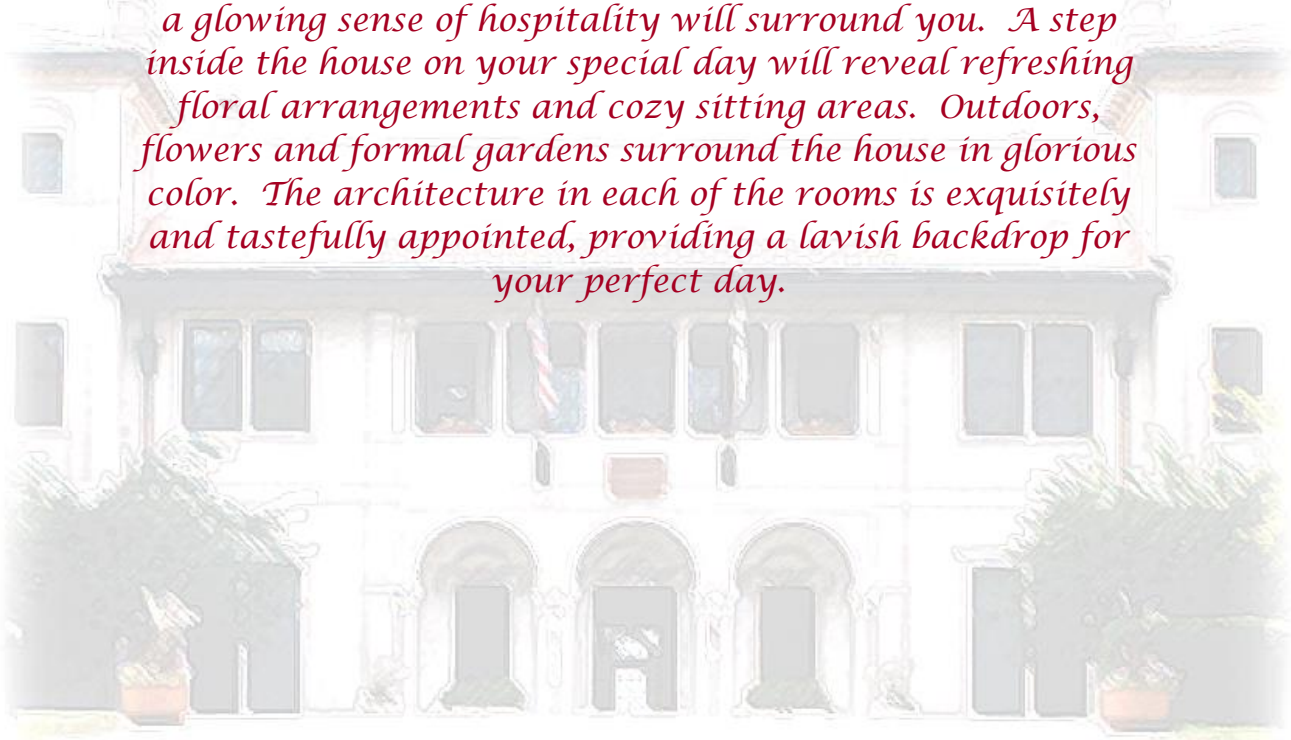 a glowing sense of hospitality will surround you.  A step
inside the house on your special day will reveal refreshing
floral arrangements and cozy sitting areas.  Outdoors,
flowers and formal gardens surround the house in glorious
color.  The architecture in each of the rooms is exquisitely
and tastefully appointed, providing a lavish backdrop for
your perfect day.